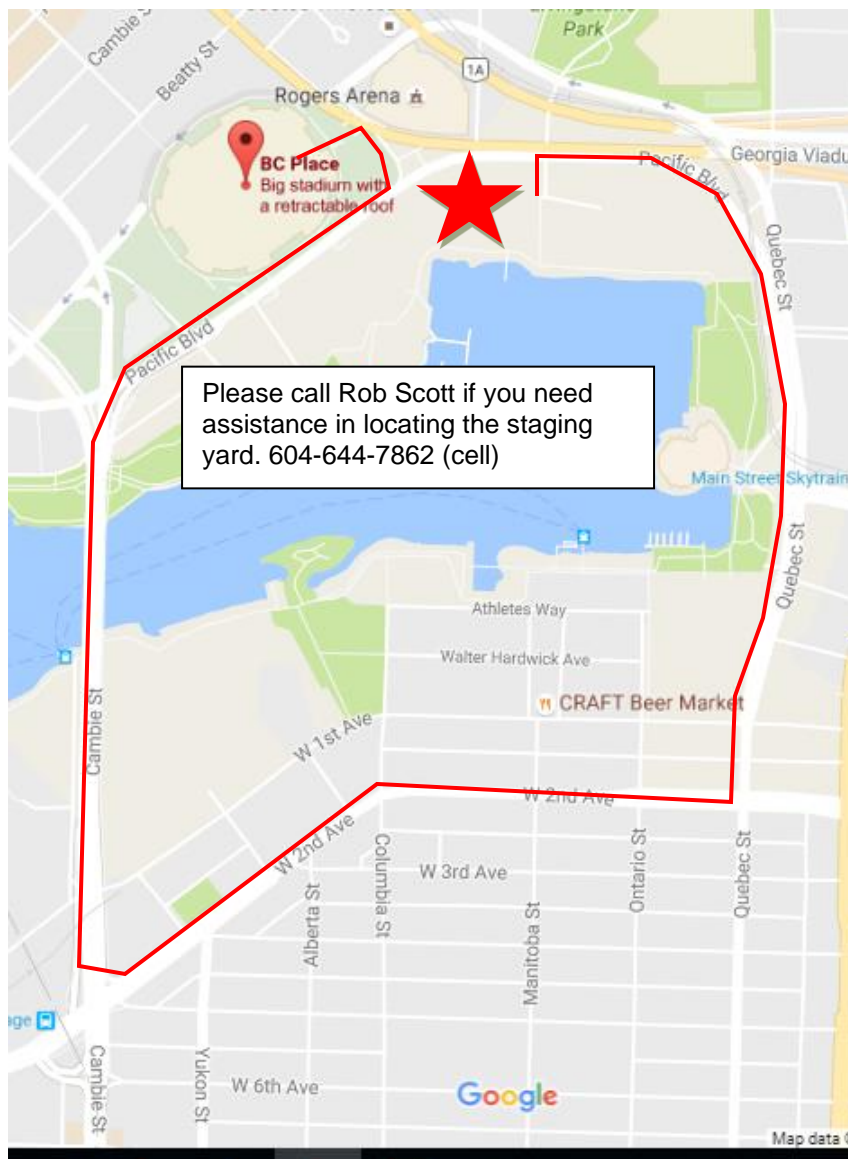 Park
Cambie St
Beatty St
1A
Rogers Arena
BC Place
Big stadium with
a retractable roof
Georgia Viadu
Pacific Blvd
Quebec St
Pacific Blvd
Please call Rob Scott if you need
assistance in locating the staging
yard. 604-644-7862 (cell)
Main Street Skytrain
Quebec St
Athletes Way
Walter Hardwick Ave
CRAFT Beer Market
Cambie St
W 1st Ave
W 2nd Ave
W 2nd Ave
Columbia St
W 3rd Ave
Ontario St
Quebec St
Alberta St
Manitoba St
age
Cambie St
Yukon St
W 6th Ave
Google
Map data ©